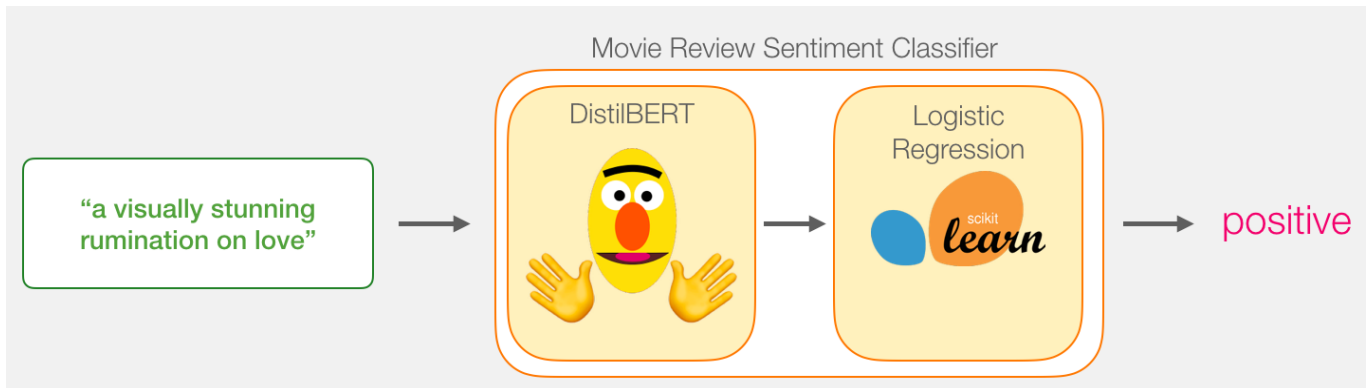 Movie Review Sentiment Classifier
“a visually stunning
rumination on love”
DistilBERT
Logistic
Regression
scikit
learn
positive